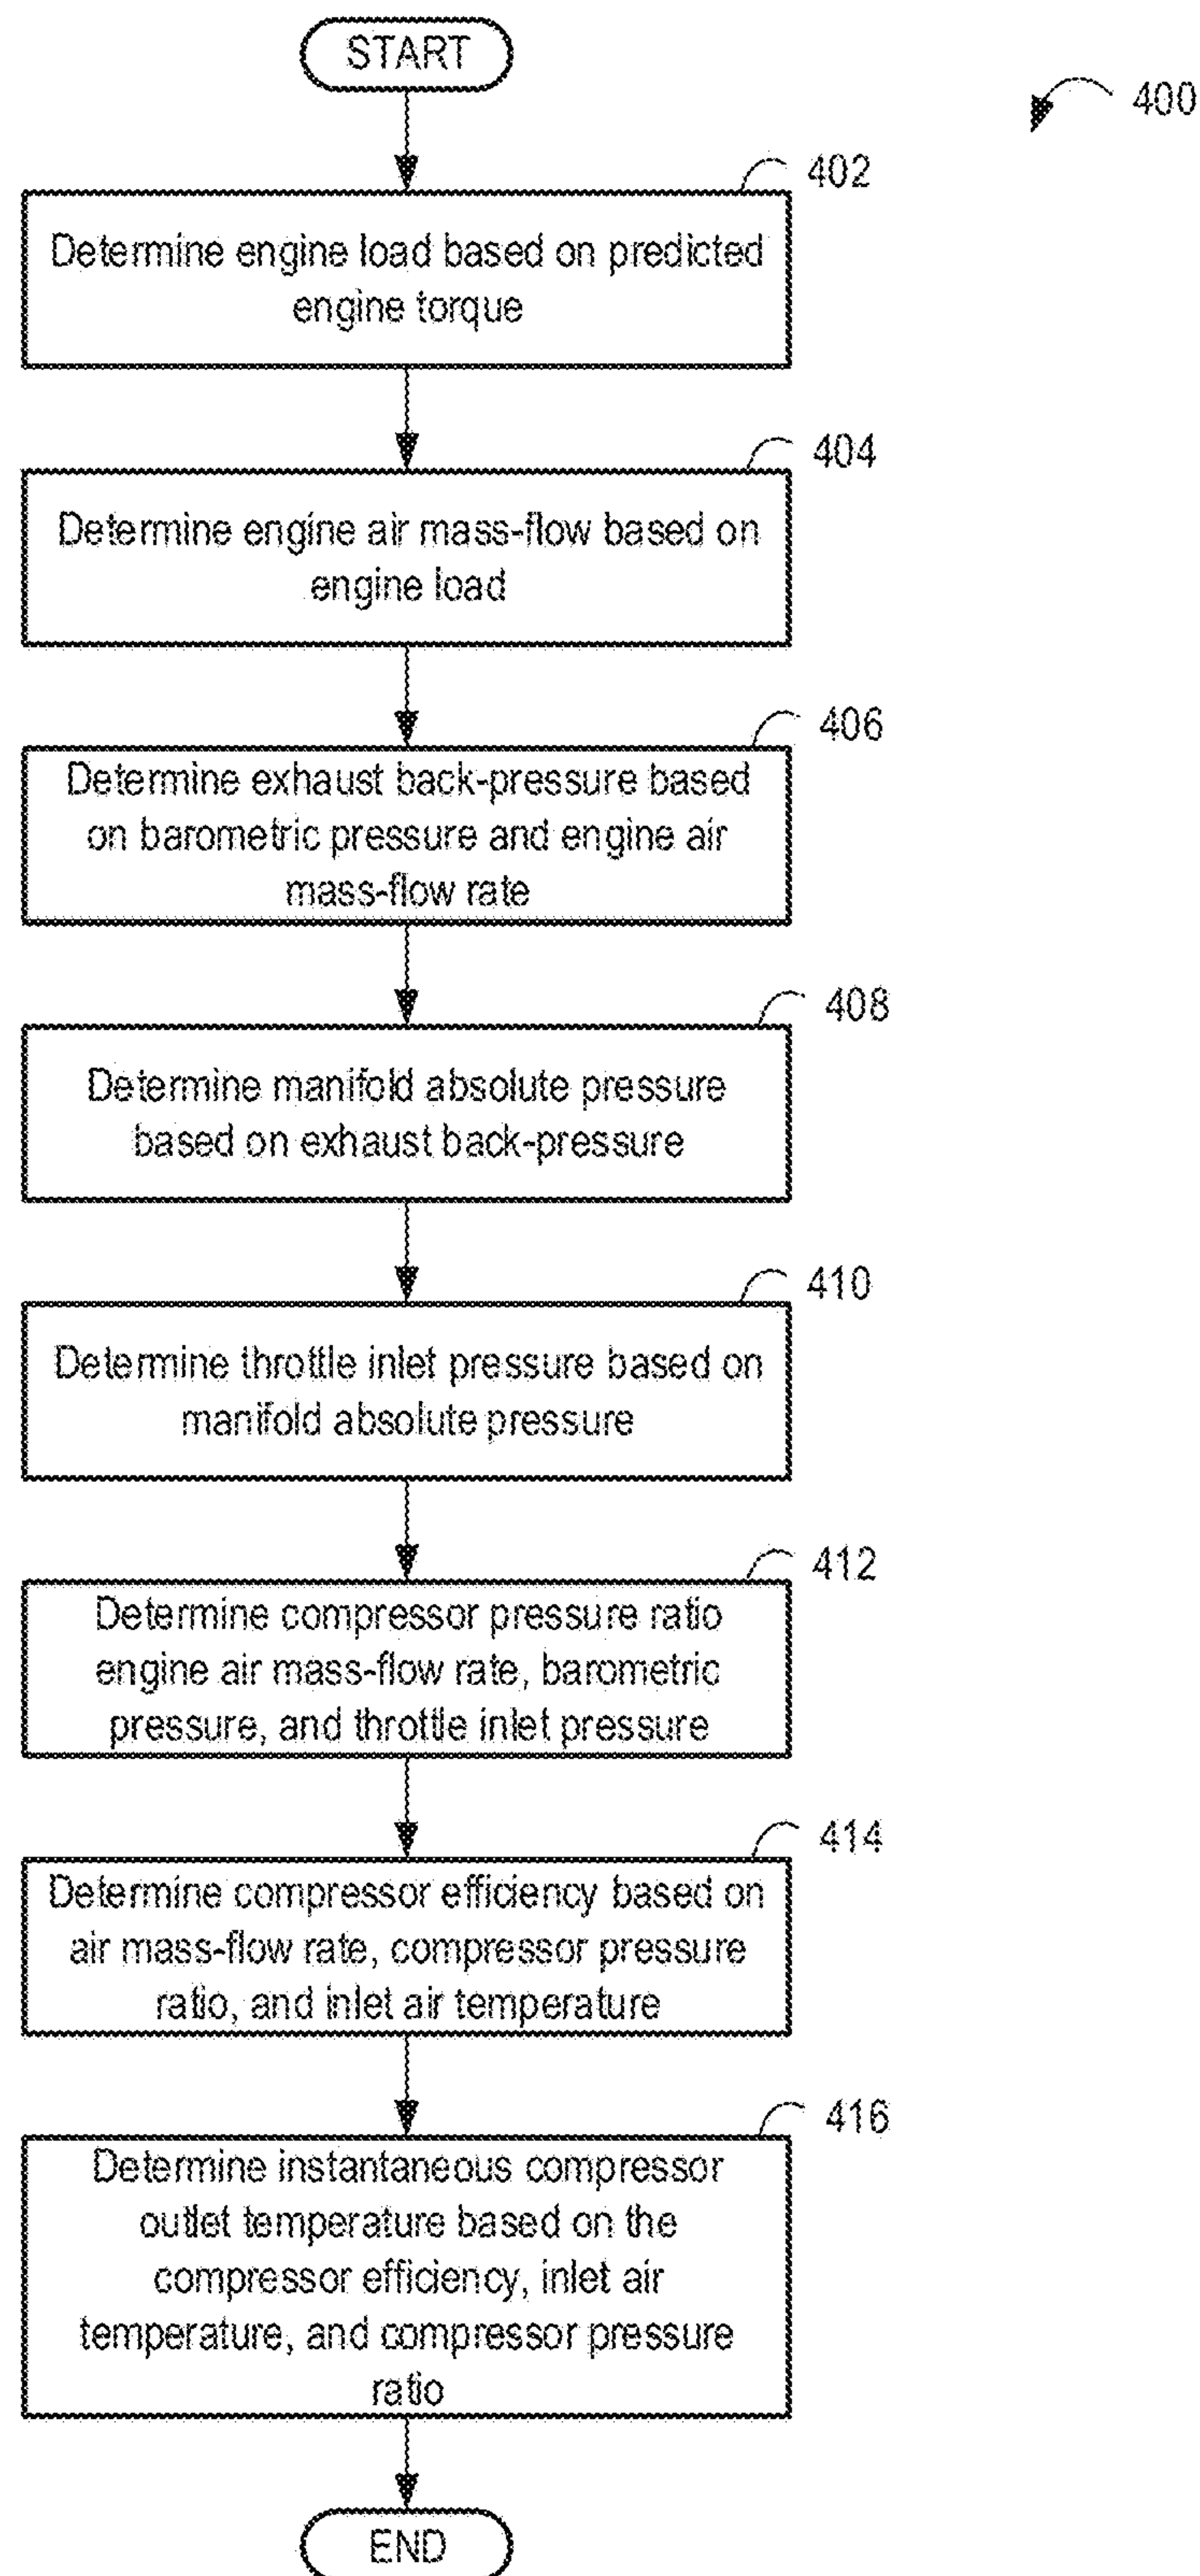 START
400
402
Determine engine load based on predicted
engine torque
404
Determine engine air mass-flow based on
engine load
406
Determine exhaust back-pressure based
on barometric pressure and engine air
mass-flow rate
408
Determine manifold absolute pressure
based on exhaust back-pressure
410
Determine throttle inlet pressure based on
manifold absolute pressure
412
Determine compressor pressure ratio
engine air mass-flow rate, barometric
pressure, and throttle inlet pressure
414
Determine compressor efficiency based on
air mass-flow rate, compressor pressure
ratio, and inlet air temperature
416
Determine instantaneous compressor
outlet temperature based on the
compressor efficiency, inlet air
temperature, and compressor pressure
ratio
END